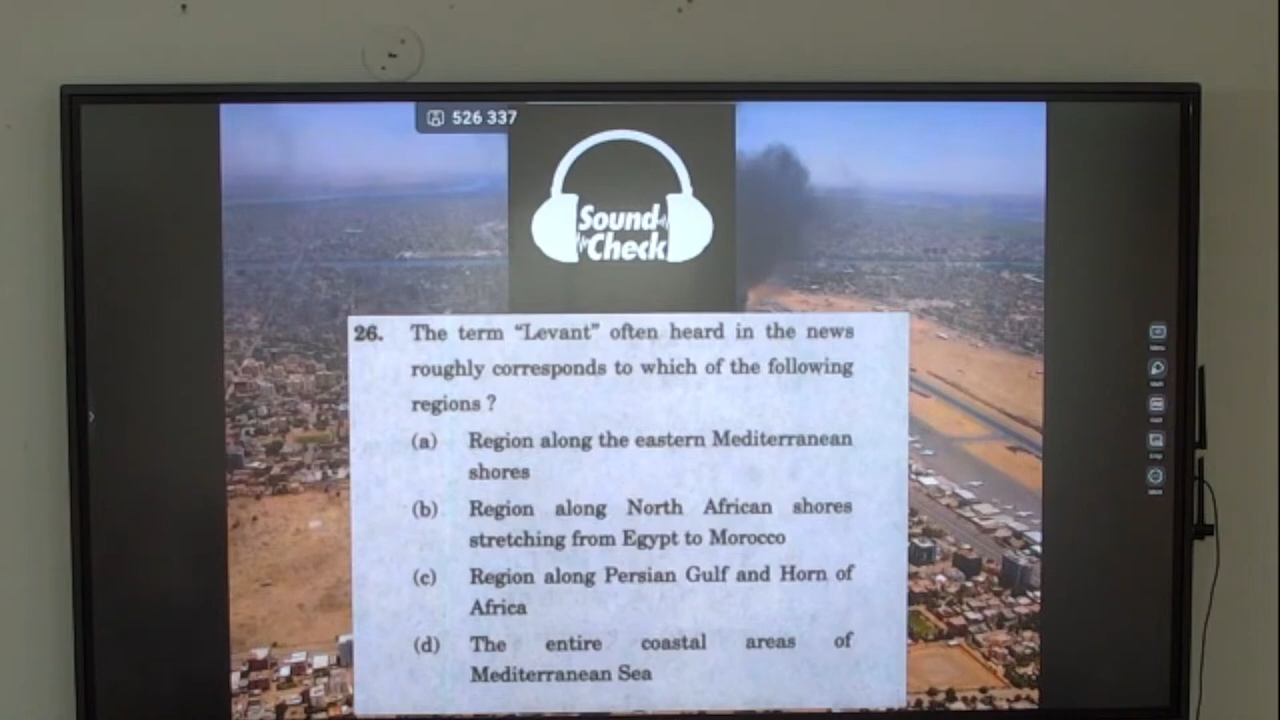 526 337
Sound
Check
26. The term “Levant” often heard in the news
roughly corresponds to which of the following
regions ?
(a) Region along the eastern Mediterranean
shores
(b) Region along North African shores
stretching from Egypt to Morocco
(c) Region along Persian Gulf and Horn of
Africa
(d) The entire coastal areas of
Mediterranean Sea